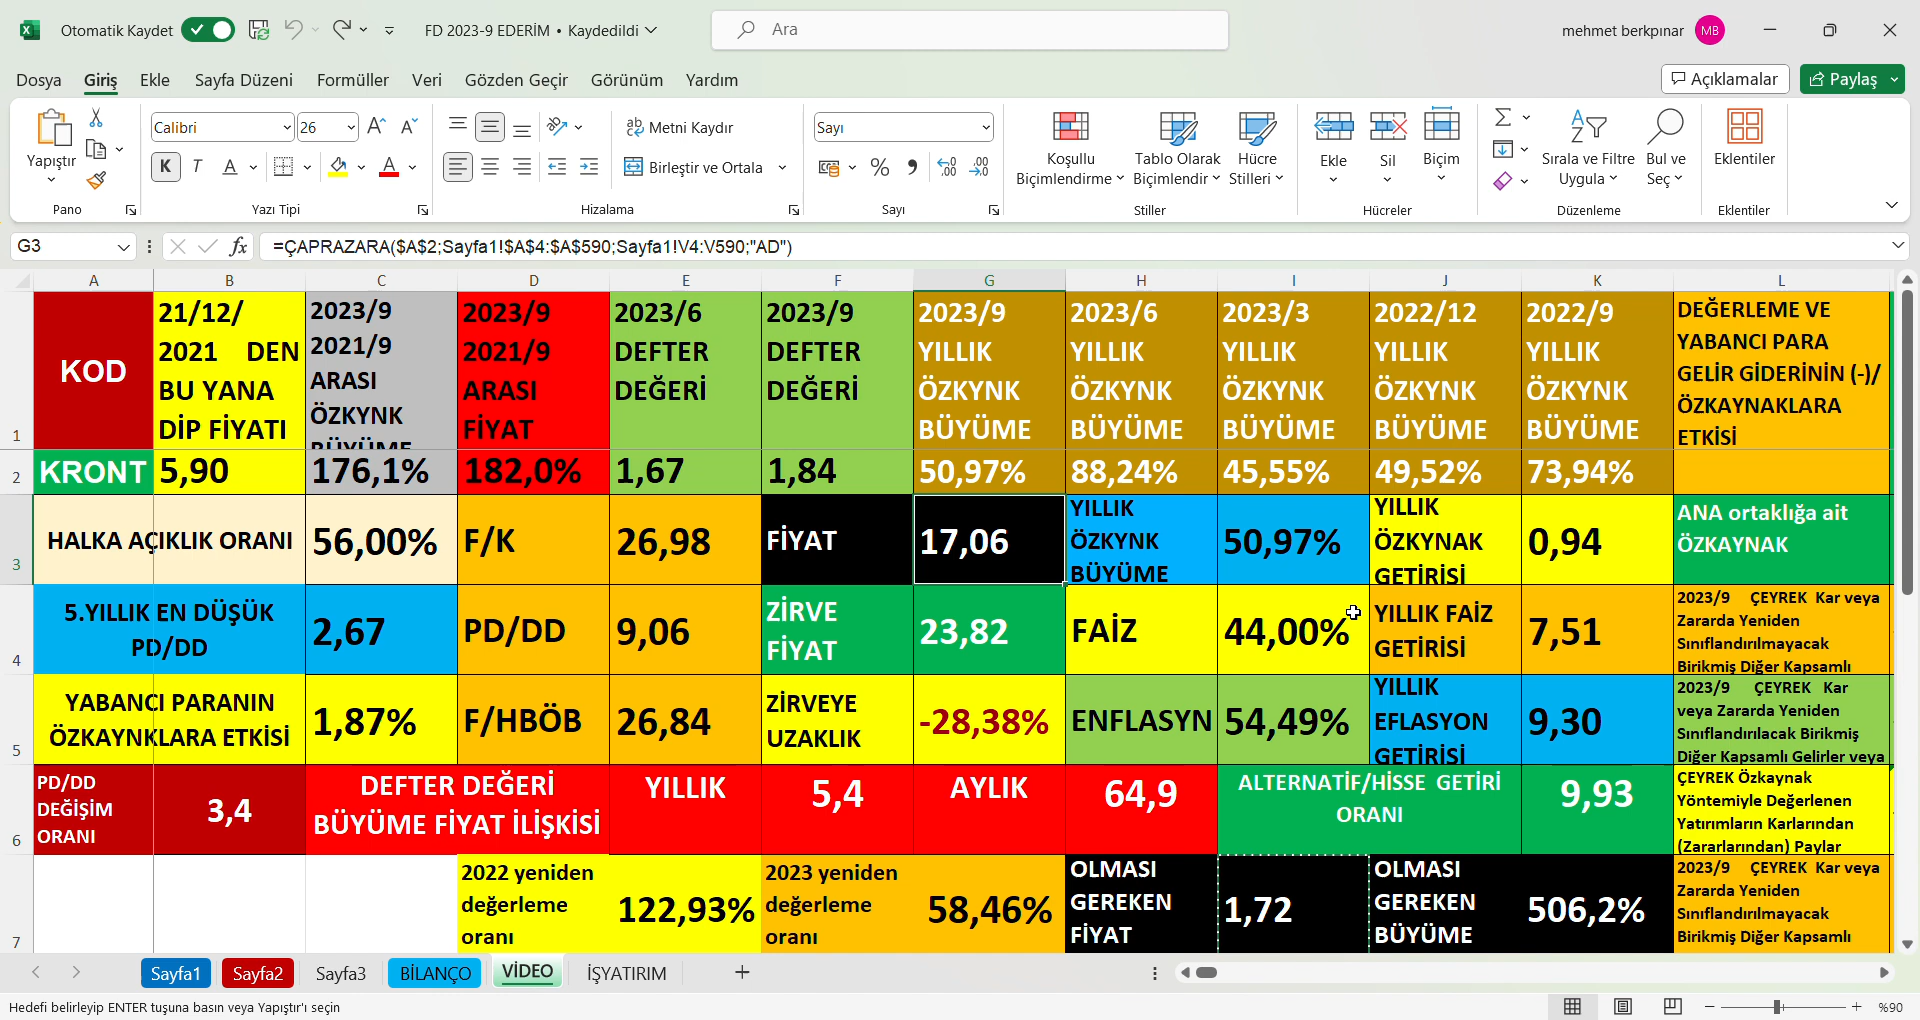 Otomatik Kaydet
FD 2023-9 EDERİM • Kaydedildi
Ara
mehmet berkpınar
MB
Dosya
Giriş
Ekle
Sayfa Düzeni
Formüller
Veri
Gözden Geçir
Görünüm
Yardım
Açıklamalar
Paylaş
Yapıştır
Pano
Calibri
26
K
T
A
A
Yazı Tipi
Metni Kaydır
Birleştir ve Ortala
Hizalama
Sayı
Sayı
Koşullu
Biçimlendirme
Tablo Olarak
Biçimlendir
Hücre
Stilleri
Stiller
Ekle
Sil
Biçim
Hücreler
Sırala ve Filtre
Uygula
Bul ve
Seç
Düzenleme
Eklentiler
Eklentiler
G3
fx
=ÇAPRAZARA($A$2;Sayfa1!$A$4:$A$590;Sayfa1!V4:V590;"AD")
A B C D E F G H I J K L
1
KOD
21/12/
2021 DEN
BU YANA
DİP FİYATI
2023/9
2021/9
ARASI
ÖZKYNK
BÜYÜME
2023/9
2021/9
ARASI
FİYAT
2023/6
DEFTER
DEĞERİ
2023/9
DEFTER
DEĞERİ
2023/9
YILLIK
ÖZKYNK
BÜYÜME
2023/6
YILLIK
ÖZKYNK
BÜYÜME
2023/3
YILLIK
ÖZKYNK
BÜYÜME
2022/12
YILLIK
ÖZKYNK
BÜYÜME
2022/9
YILLIK
ÖZKYNK
BÜYÜME
DEĞERLEME VE
YABANCI PARA
GELİR GİDERİNİN (-)/
ÖZKAYNAKLARA
ETKİSİ
2
KRONT 5,90 176,1% 182,0% 1,67 1,84 50,97% 88,24% 45,55% 49,52% 73,94%
3
HALKA AÇIKLIK ORANI
56,00%
F/K
26,98
FİYAT
17,06
YILLIK
ÖZKYNK
BÜYÜME
50,97%
YILLIK
ÖZKYNAK
GETİRİSİ
0,94
ANA ortaklığa ait
ÖZKAYNAK
4
5.YILLIK EN DÜŞÜK
PD/DD
2,67
PD/DD
9,06
ZİRVE
FİYAT
23,82
FAİZ
44,00%
YILLIK FAİZ
GETİRİSİ
7,51
2023/9 ÇEYREK Kar veya
Zararda Yeniden
Sınıflandırılmayacak
Birikmiş Diğer Kapsamlı
5
YABANCI PARANIN
ÖZKAYNKLARA ETKİSİ
1,87%
F/HBÖB
26,84
ZİRVEYE
UZAKLIK
-28,38%
ENFLASYN
54,49%
YILLIK
EFLASYON
GETİRİSİ
9,30
2023/9 ÇEYREK Kar
veya Zararda Yeniden
Sınıflandırılacak Birikmiş
Diğer Kapsamlı Gelirler veya
6
PD/DD
DEĞİŞİM
ORANI
3,4
DEFTER DEĞERİ
BÜYÜME FİYAT İLİŞKİSİ
YILLIK
5,4
AYLIK
64,9
ALTERNATİF/HİSSE GETİRİ
ORANI
9,93
ÇEYREK Özkaynak
Yöntemiyle Değerlenen
Yatırımların Karlarından
(Zararlarından) Paylar
7
2022 yeniden
değerleme
oranı
122,93%
2023 yeniden
değerleme
oranı
58,46%
OLMASI
GEREKEN
FİYAT
1,72
OLMASI
GEREKEN
BÜYÜME
506,2%
2023/9 ÇEYREK Kar veya
Zararda Yeniden
Sınıflandırılmayacak
Birikmiş Diğer Kapsamlı
Sayfa1
Sayfa2
Sayfa3
BİLANÇO
VİDEO
İŞYATIRIM
Hedefi belirleyip ENTER tuşuna basın veya Yapıştır'ı seçin
%90